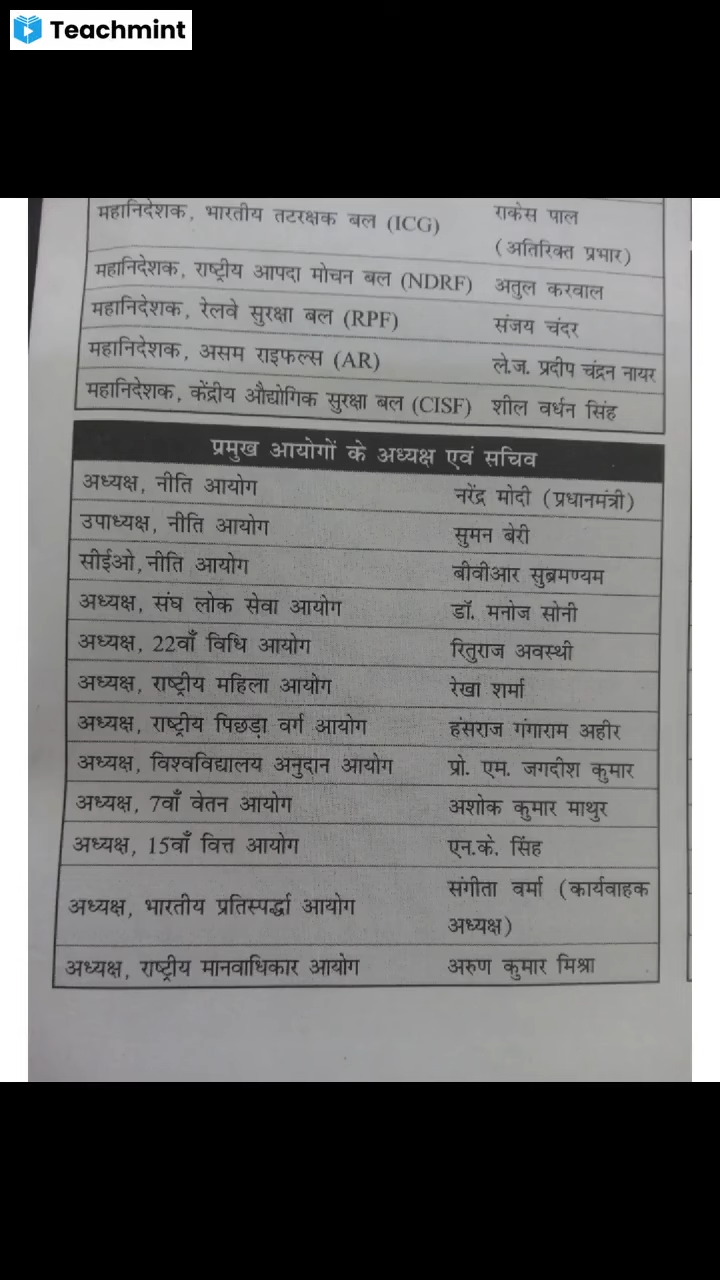 Teachmint
महानिदेशक, भारतीय तटरक्षक बल (ICG) राकेस पाल
(अतिरिक्त प्रभार)
महानिदेशक, राष्ट्रीय आपदा मोचन बल (NDRF) अतुल करवाल
महानिदेशक, रेलवे सुरक्षा बल (RPF) संजय चंदर
महानिदेशक, असम राइफल्स (AR) ले.ज. प्रदीप चंद्रन नायर
महानिदेशक, केंद्रीय औद्योगिक सुरक्षा बल (CISF) शील वर्धन सिंह
प्रमुख आयोगों के अध्यक्ष एवं सचिव
अध्यक्ष, नीति आयोग नरेंद्र मोदी (प्रधानमंत्री)
उपाध्यक्ष, नीति आयोग सुमन बेरी
सीईओ, नीति आयोग बीवीआर सुब्रमण्यम
अध्यक्ष, संघ लोक सेवा आयोग डॉ. मनोज सोनी
अध्यक्ष, 22वाँ विधि आयोग रितुराज अवस्थी
अध्यक्ष, राष्ट्रीय महिला आयोग रेखा शर्मा
अध्यक्ष, राष्ट्रीय पिछड़ा वर्ग आयोग हंसराज गंगाराम अहीर
अध्यक्ष, विश्वविद्यालय अनुदान आयोग प्रो. एम. जगदीश कुमार
अध्यक्ष, 7वाँ वेतन आयोग अशोक कुमार माथुर
अध्यक्ष, 15वाँ वित्त आयोग एन.के. सिंह
अध्यक्ष, भारतीय प्रतिस्पर्द्धा आयोग संगीता वर्मा (कार्यवाहक
अध्यक्ष)
अध्यक्ष, राष्ट्रीय मानवाधिकार आयोग अरुण कुमार मिश्रा